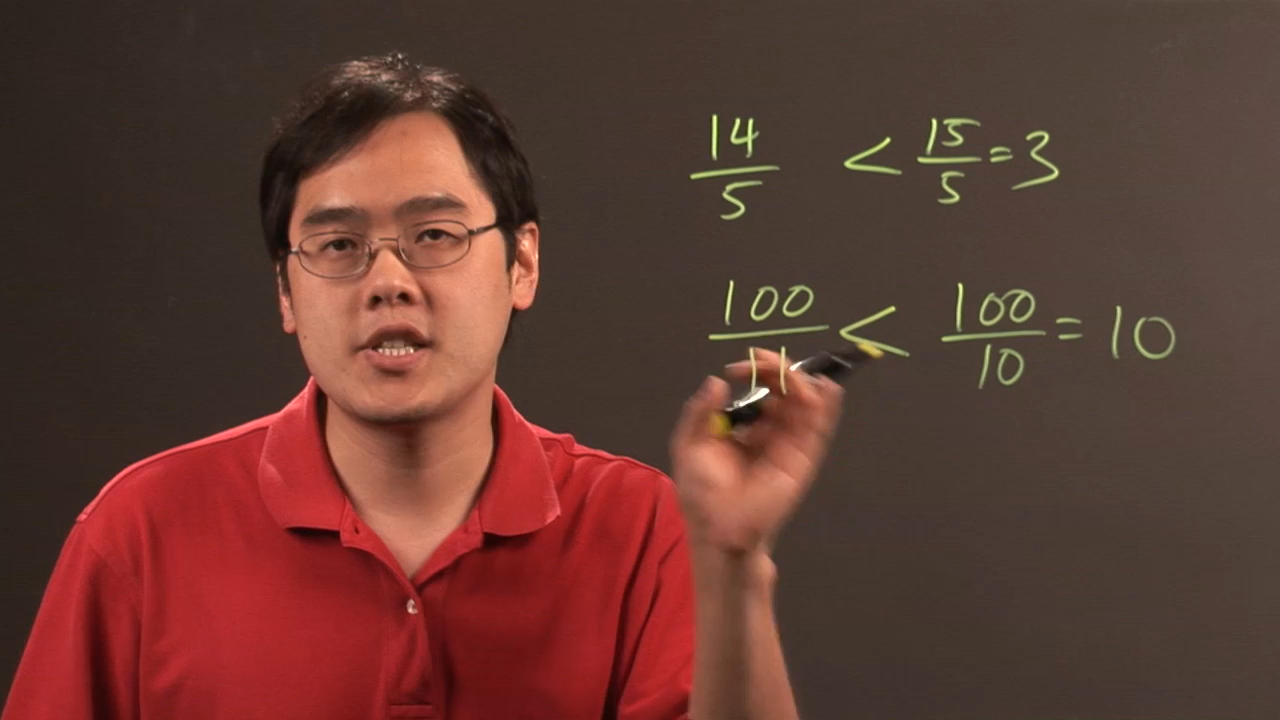 14/5 < 15/5 = 3
100/11 < 100/10 = 10